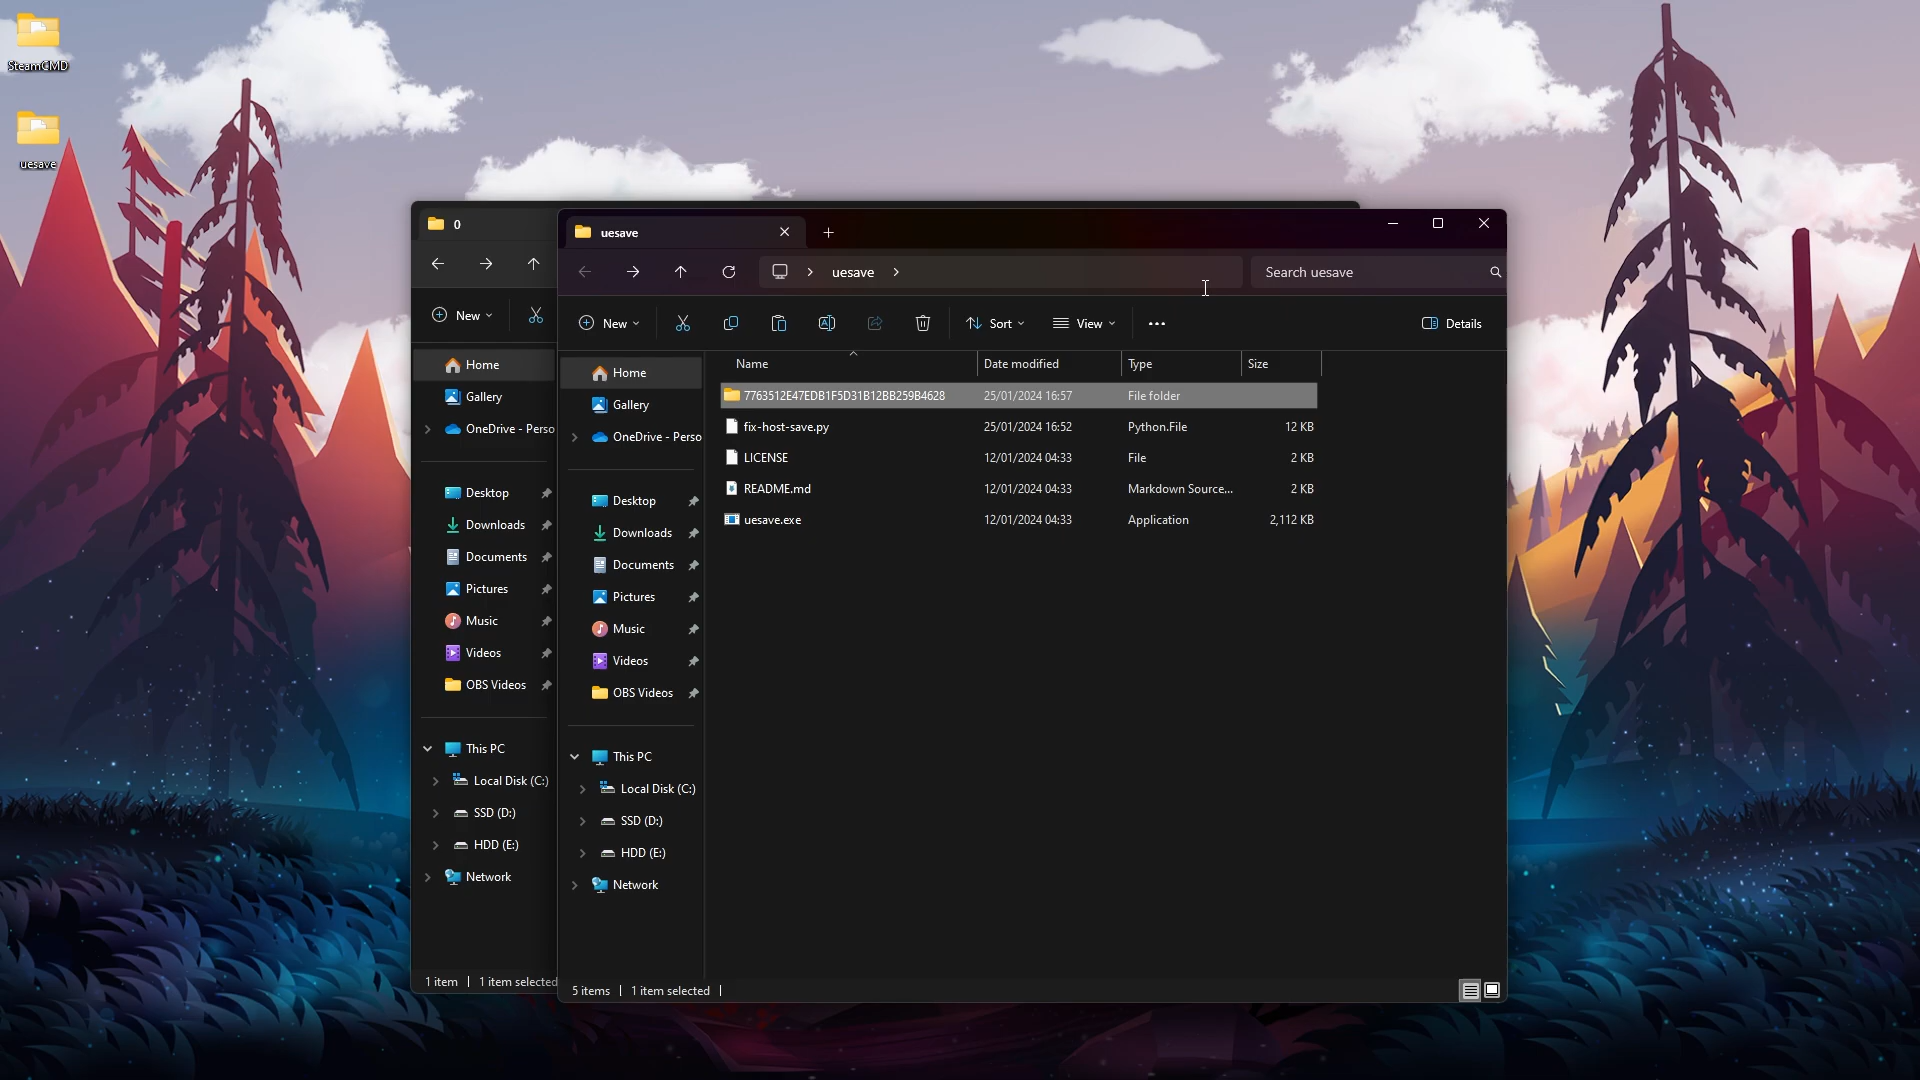 SteamCMD
uesave
0
New
Home
Gallery
OneDrive - Perso
Desktop
Downloads
Documents
Pictures
Music
Videos
OBS Videos
This PC
Local Disk (C:)
SSD (D:)
HDD (E:)
Network
1 item
1 item selected
uesave
uesave
Search uesave
New
Sort
View
Details
Home
Gallery
OneDrive - Perso
Desktop
Downloads
Documents
Pictures
Music
Videos
OBS Videos
This PC
Local Disk (C:)
SSD (D:)
HDD (E:)
Network
Name Date modified Type Size
7763512E47EDB1F5D31B12BB259B4628 25/01/2024 16:57 File folder
fix-host-save.py 25/01/2024 16:52 Python.File 12 KB
LICENSE 12/01/2024 04:33 File 2 KB
README.md 12/01/2024 04:33 Markdown Source... 2 KB
uesave.exe 12/01/2024 04:33 Application 2,112 KB
5 items
1 item selected